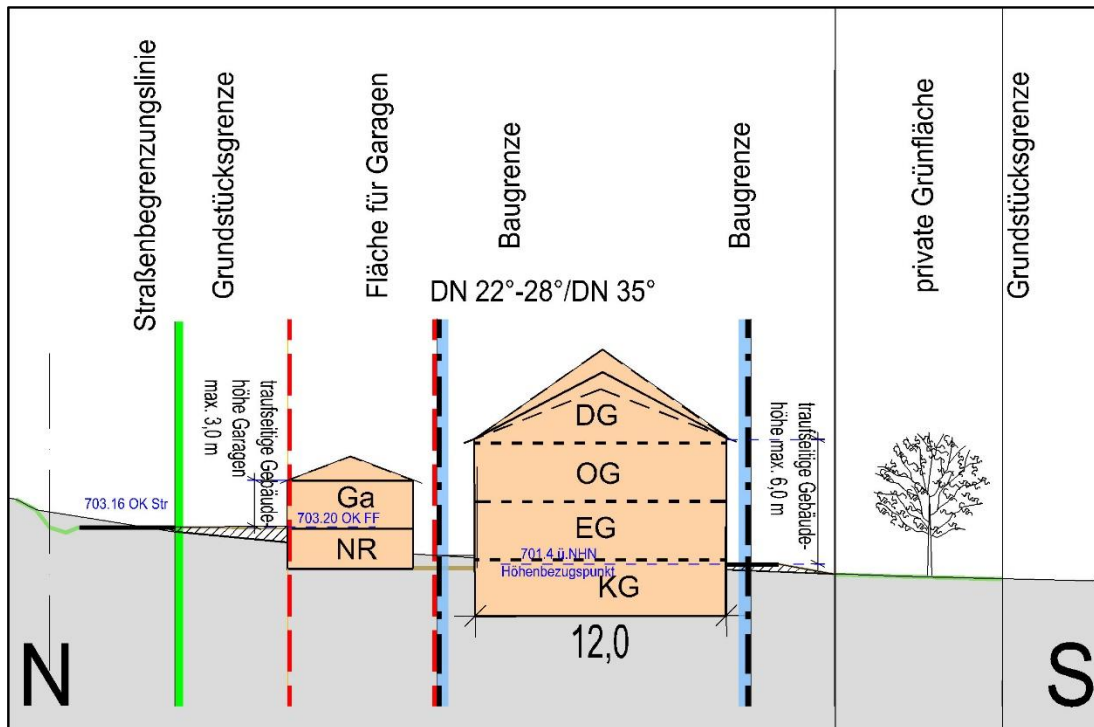 Straßenbegrenzungslinie
Grundstücksgrenze
Fläche für Garagen
Baugrenze
Baugrenze
private Grünfläche
Grundstücksgrenze
DN 22°-28°/DN 35°
traufseitige Gebäude-
höhe Garagen
max. 3,0 m
traufseitige Gebäude-
höhe max. 6,0 m
DG
OG
EG
KG
Ga
NR
703.16 OK Str
703.20 OK FF
701.4 ü.NHN
Höhenbezugspunkt
12,0
N
S